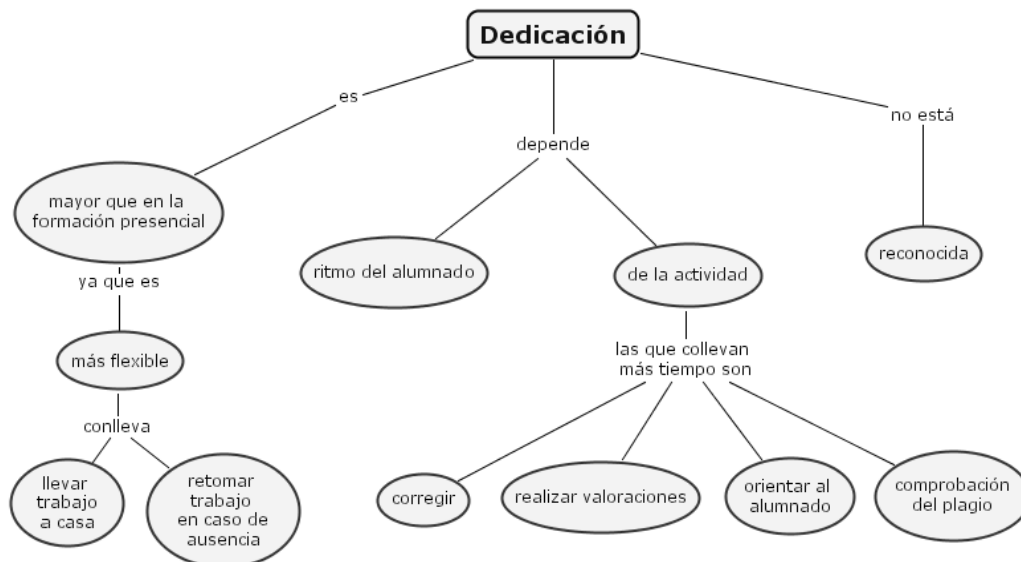 Dedicación
es
no está
depende
mayor que en la
formación presencial
ritmo del alumnado
de la actividad
reconocida
ya que es
más flexible
las que collevan
más tiempo son
conlleva
llevar
trabajo
a casa
retomar
trabajo
en caso de
ausencia
corregir
realizar valoraciones
orientar al
alumnado
comprobación
del plagio